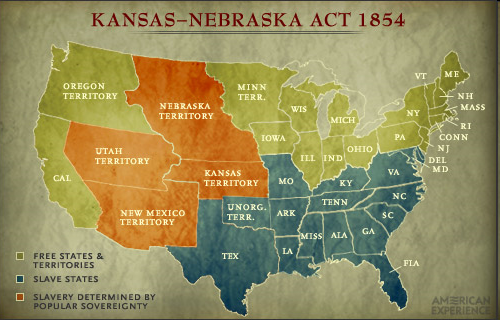 KANSAS–NEBRASKA ACT 1854
OREGON
TERRITORY
NEBRASKA
TERRITORY
MINN
TERR.
WIS
MICH
VT
ME
NH
MASS
NY
RI
CONN
NJ
DEL
MD
PA
IOWA
ILL
IND
OHIO
UTAH
TERRITORY
CAL
KANSAS
TERRITORY
MO
KY
VA
NEW MEXICO
TERRITORY
UNORG.
TERR.
ARK
TENN
NC
SC
TEX
LA
MISS
ALA
GA
FLA
FREE STATES &
TERRITORIES
SLAVE STATES
SLAVERY DETERMINED BY
POPULAR SOVEREIGNTY
AMERICAN
EXPERIENCE